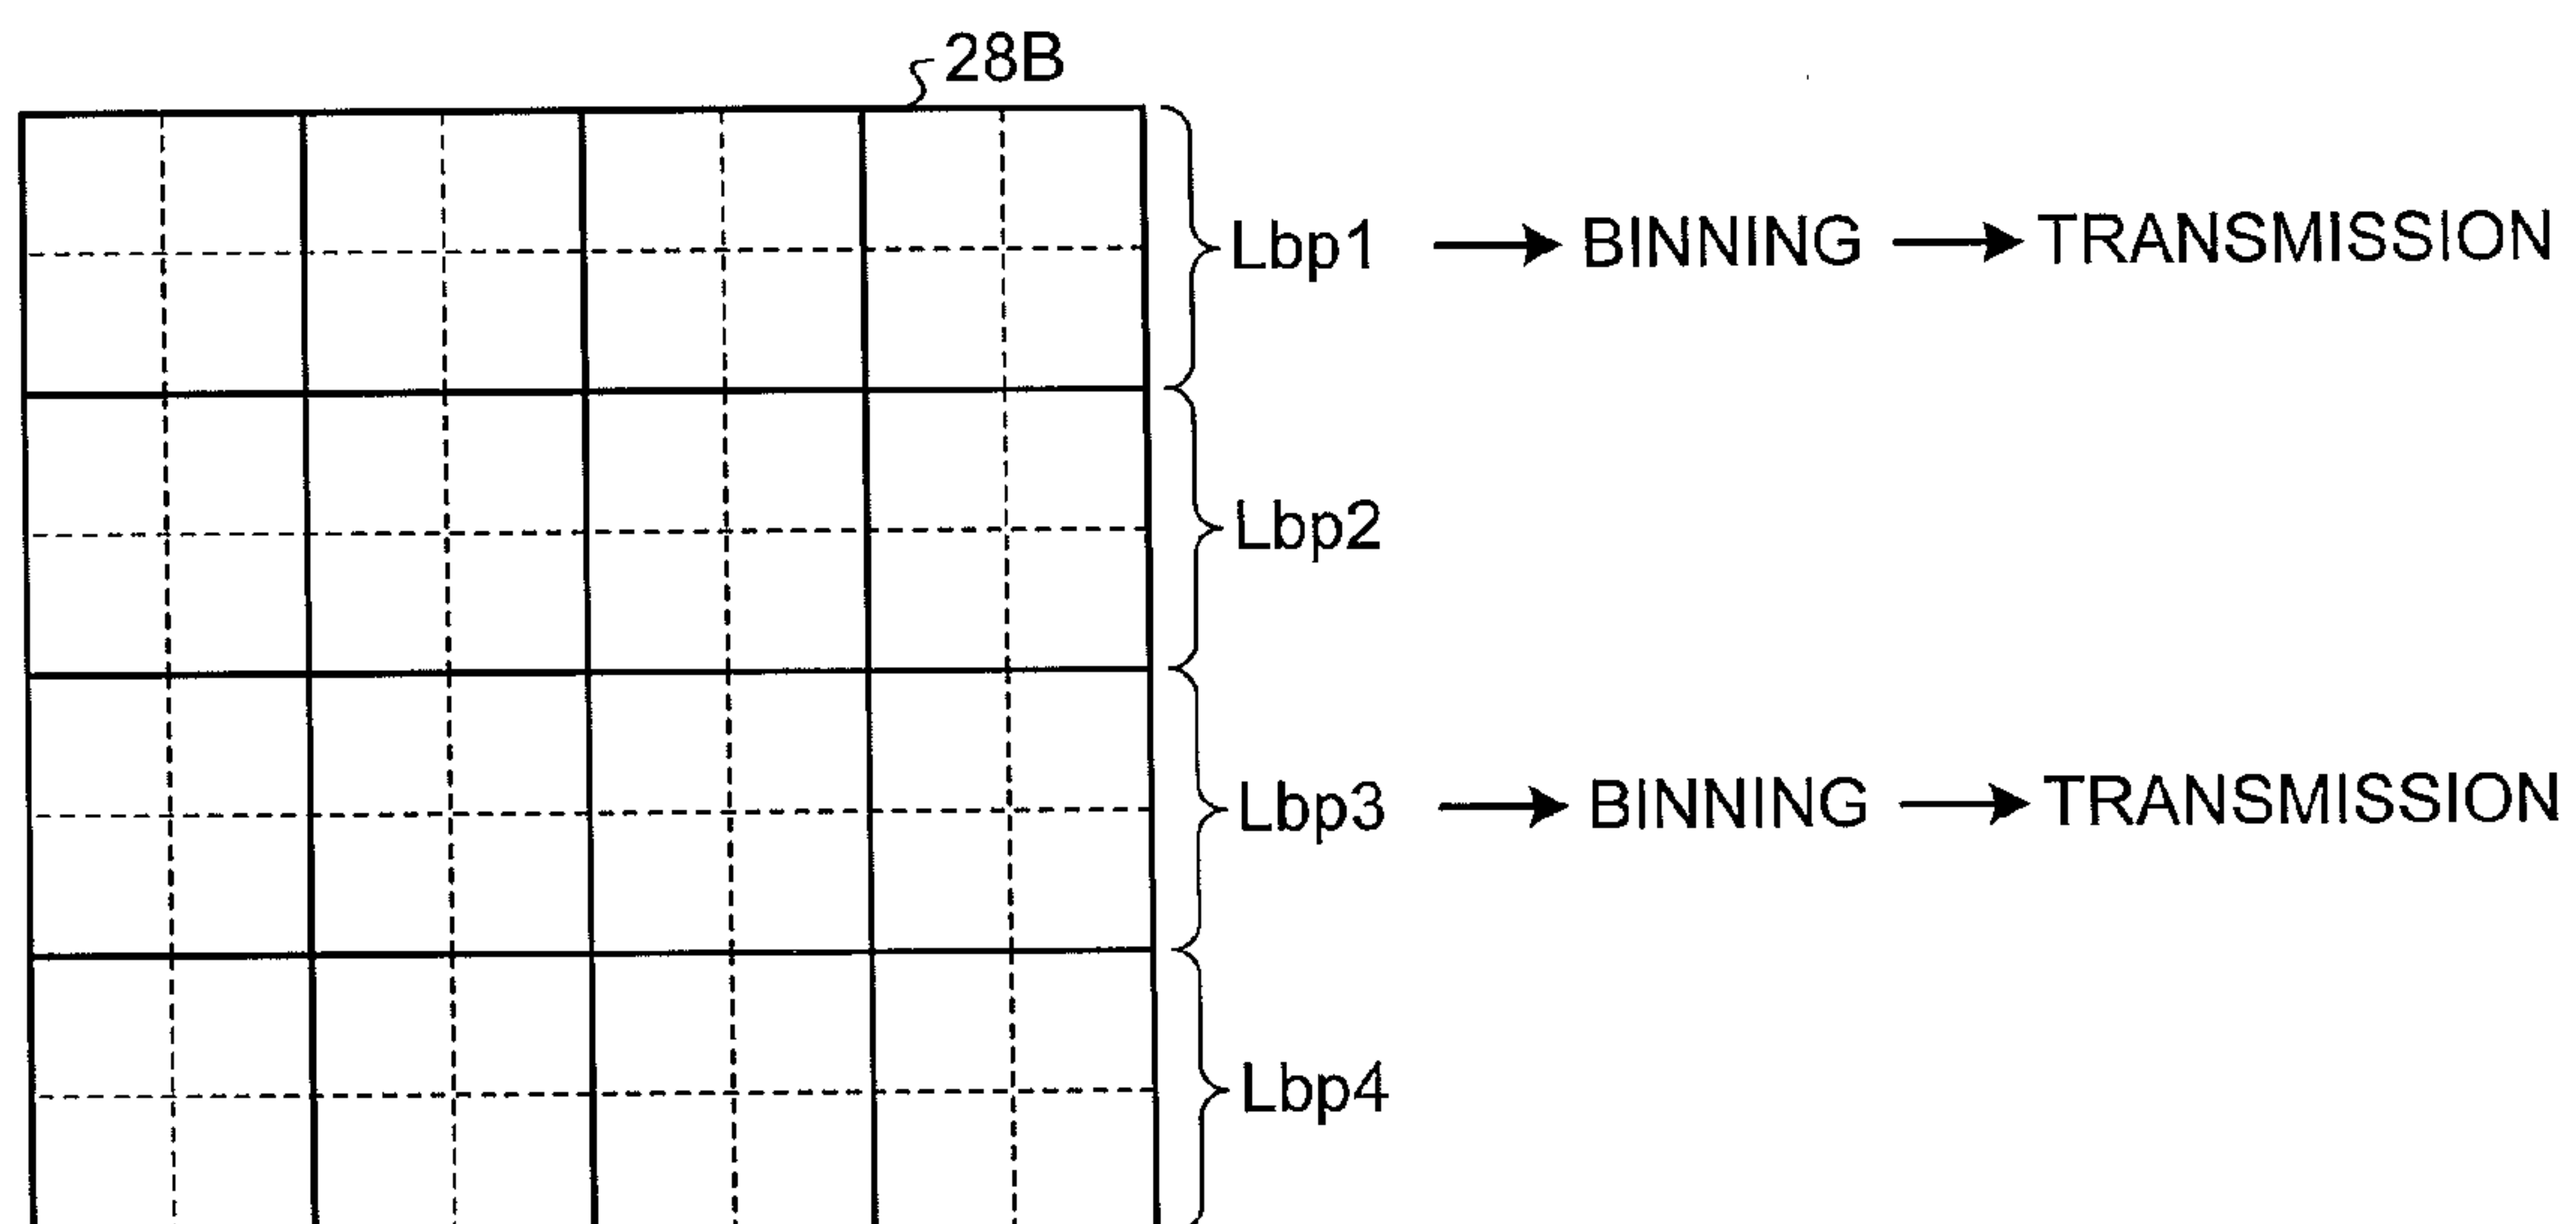 28B
Lbp1 → BINNING → TRANSMISSION
Lbp2
Lbp3 → BINNING → TRANSMISSION
Lbp4